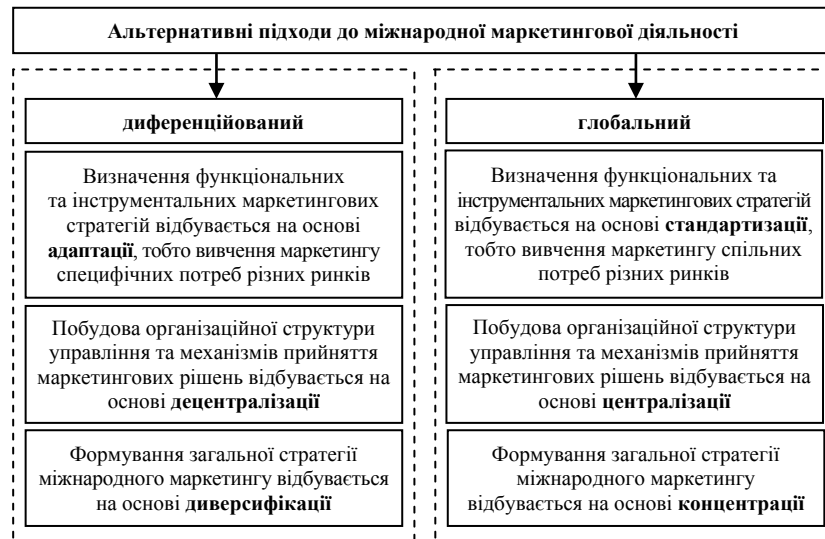 Альтернативні підходи до міжнародної маркетингової діяльності
диференційований
Визначення функціональних
та інструментальних маркетингових
стратегій відбувається на основі
адаптації, тобто вивчення маркетингу
специфічних потреб різних ринків
Побудова організаційної структури
управління та механізмів прийняття
маркетингових рішень відбувається на
основі децентралізації
Формування загальної стратегії
міжнародного маркетингу відбувається
на основі диверсифікації
глобальний
Визначення функціональних та
інструментальних маркетингових стратегій
відбувається на основі стандартизації,
тобто вивчення маркетингу спільних
потреб різних ринків
Побудова організаційної структури
управління та механізмів прийняття
маркетингових рішень відбувається на
основі централізації
Формування загальної стратегії
міжнародного маркетингу
відбувається на основі концентрації